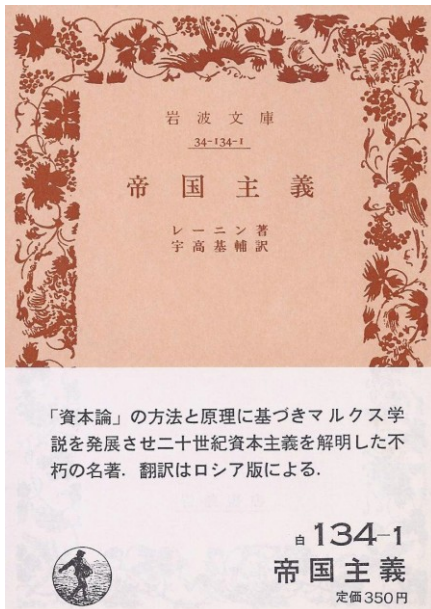 岩波文庫
34-134-1
帝国主義
レーニン著
宇高基輔訳
「資本論」の方法と原理に基づきマルクス学
説を発展させ二十世紀資本主義を解明した不
朽の名著．翻訳はロシア版による．
白 134-1
帝国主義
定価350円